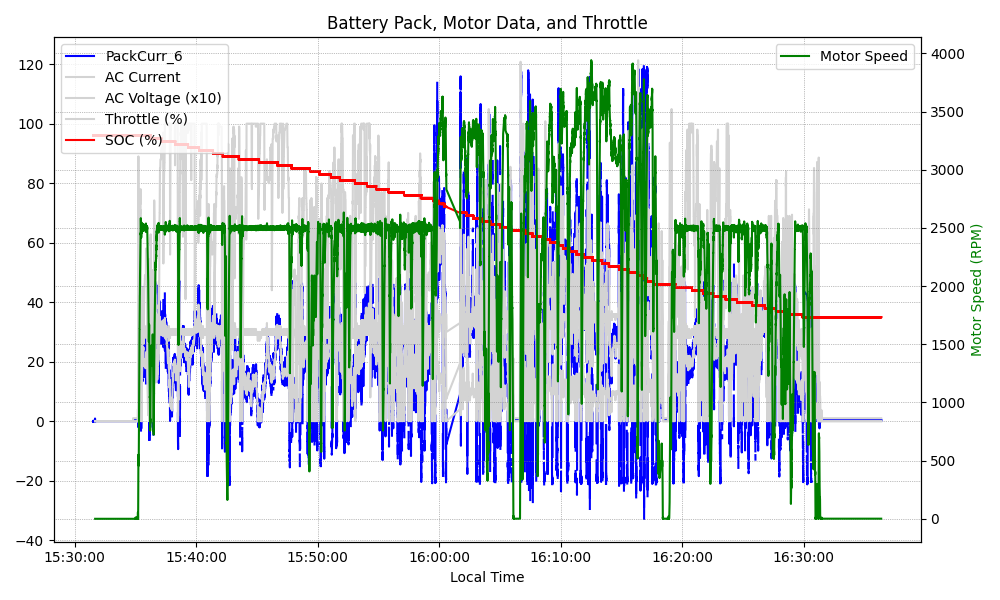 Battery Pack, Motor Data, and Throttle
PackCurr_6
AC Current
AC Voltage (x10)
Throttle (%)
SOC (%)
Motor Speed
120
100
80
60
40
20
0
−20
−40
4000
3500
3000
2500
2000
1500
1000
500
0
Motor Speed (RPM)
15:30:00 15:40:00 15:50:00 16:00:00 16:10:00 16:20:00 16:30:00
Local Time